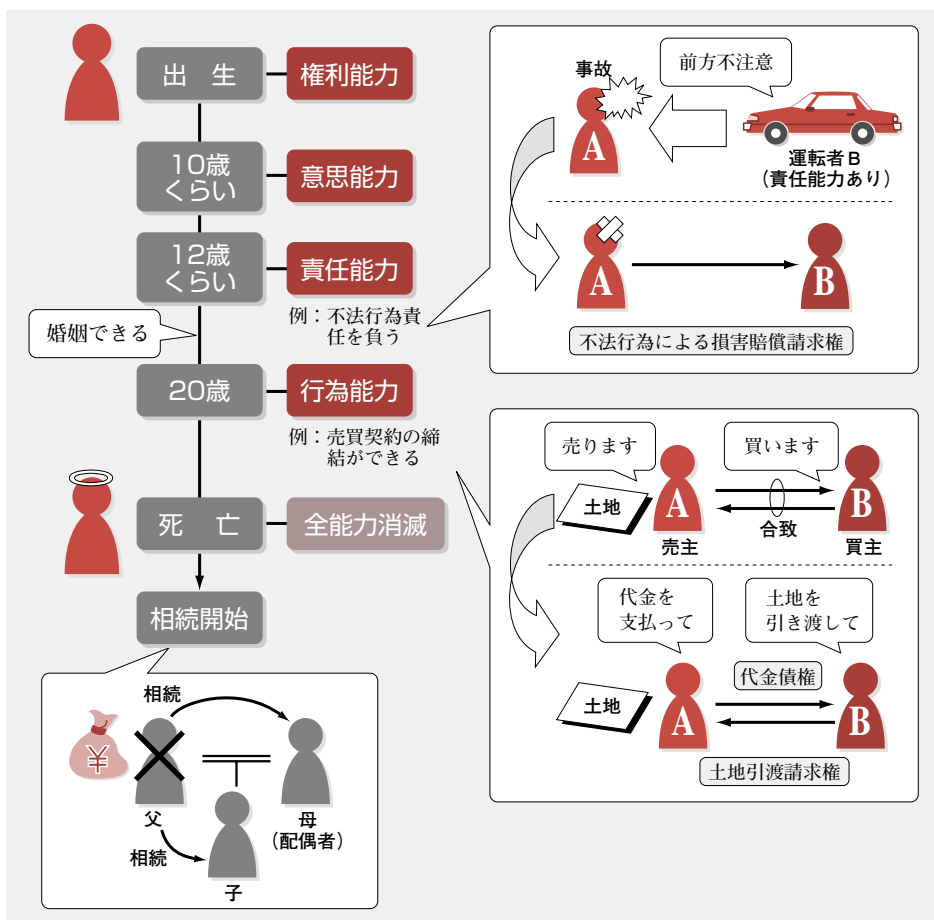 出 生
権利能力
10歳
くらい
意思能力
12歳
くらい
責任能力
例：不法行為責
任を負う
婚姻できる
20歳
行為能力
例：売買契約の締
結ができる
死 亡
全能力消滅
相続開始
相続
¥
父
母
（配偶者）
相続
子
事故
前方不注意
A
運転者B
（責任能力あり）
A
B
不法行為による損害賠償請求権
売ります
買います
土地
A
B
売主
合致
買主
代金を
支払って
土地を
引き渡して
土地
A
代金債権
B
土地引渡請求権